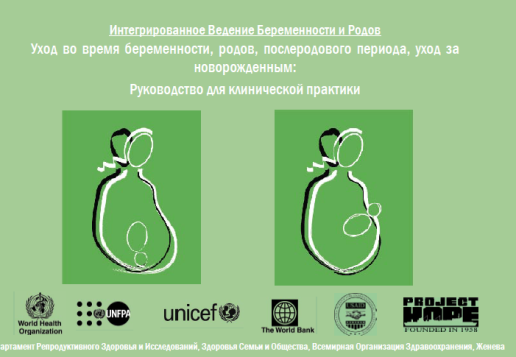 Интегрированное Ведение Беременности и Родов
Уход во время беременности, родов, послеродового периода, уход за
новорожденным:
Руководство для клинической практики
World Health
Organization
UNFPA
unicef
The World Bank
PROJECT
HOPE
FOUNDED IN 1958
артамент Репродуктивного Здоровья и Исследований, Здоровья Семьи и Общества, Всемирная Организация Здравоохранения, Женева